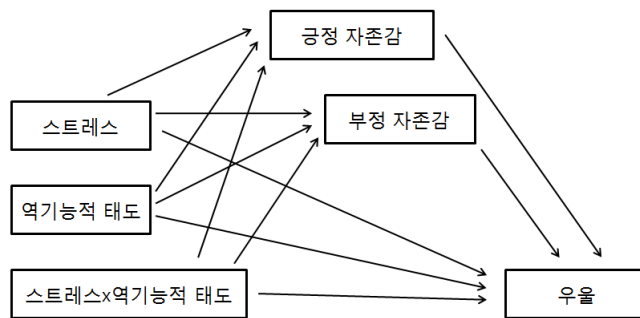 긍정 자존감
부정 자존감
스트레스
역기능적 태도
스트레스x역기능적 태도
우울